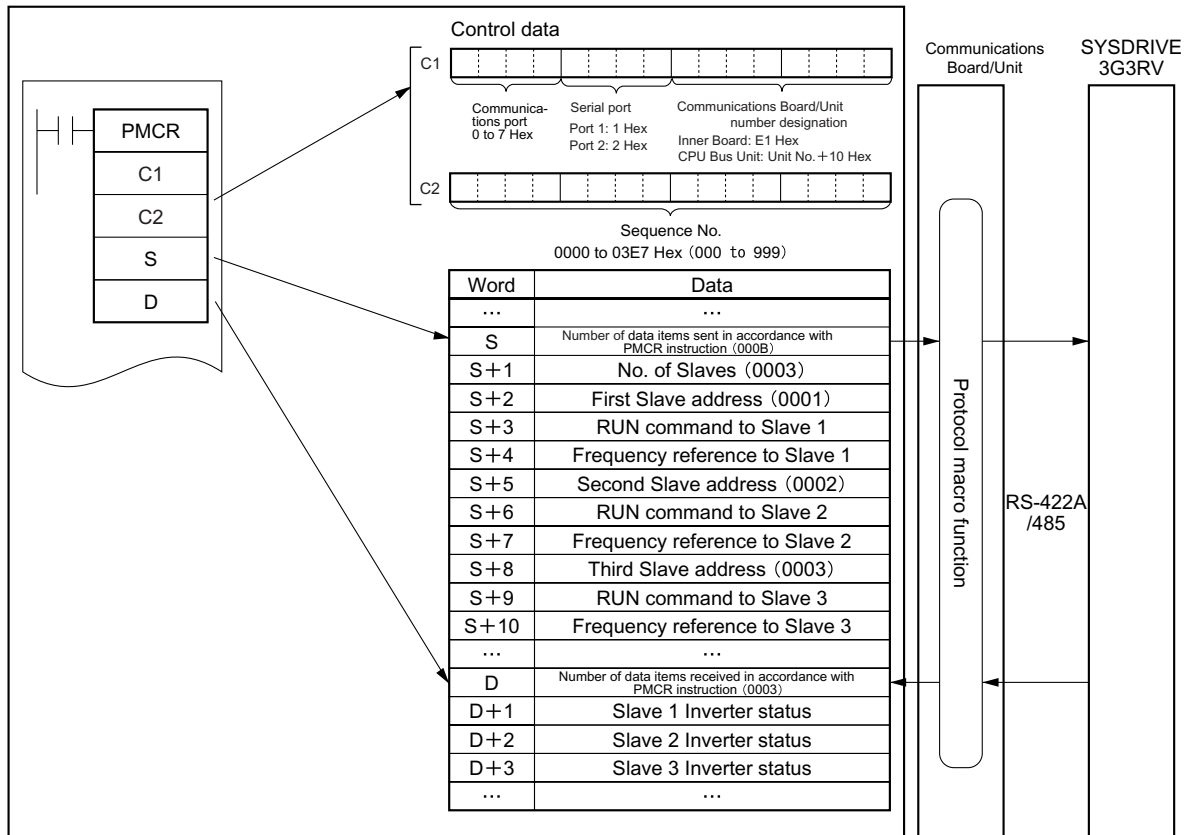 Control data
Communications
Board/Unit
SYSDRIVE
3G3RV
C1
Communica-
tions port
0 to 7 Hex
Serial port
Port 1: 1 Hex
Port 2: 2 Hex
Communications Board/Unit
number designation
Inner Board: E1 Hex
CPU Bus Unit: Unit No.+10 Hex
PMCR
C1
C2
S
D
C2
Sequence No.
0000 to 03E7 Hex (000 to 999)
Word Data
... ...
S Number of data items sent in accordance with
PMCR instruction (000B)
S+1 No. of Slaves (0003)
S+2 First Slave address (0001)
S+3 RUN command to Slave 1
S+4 Frequency reference to Slave 1
S+5 Second Slave address (0002)
S+6 RUN command to Slave 2
S+7 Frequency reference to Slave 2
S+8 Third Slave address (0003)
S+9 RUN command to Slave 3
S+10 Frequency reference to Slave 3
... ...
D Number of data items received in accordance with
PMCR instruction (0003)
D+1 Slave 1 Inverter status
D+2 Slave 2 Inverter status
D+3 Slave 3 Inverter status
... ...
Protocol macro function
RS-422A
/485